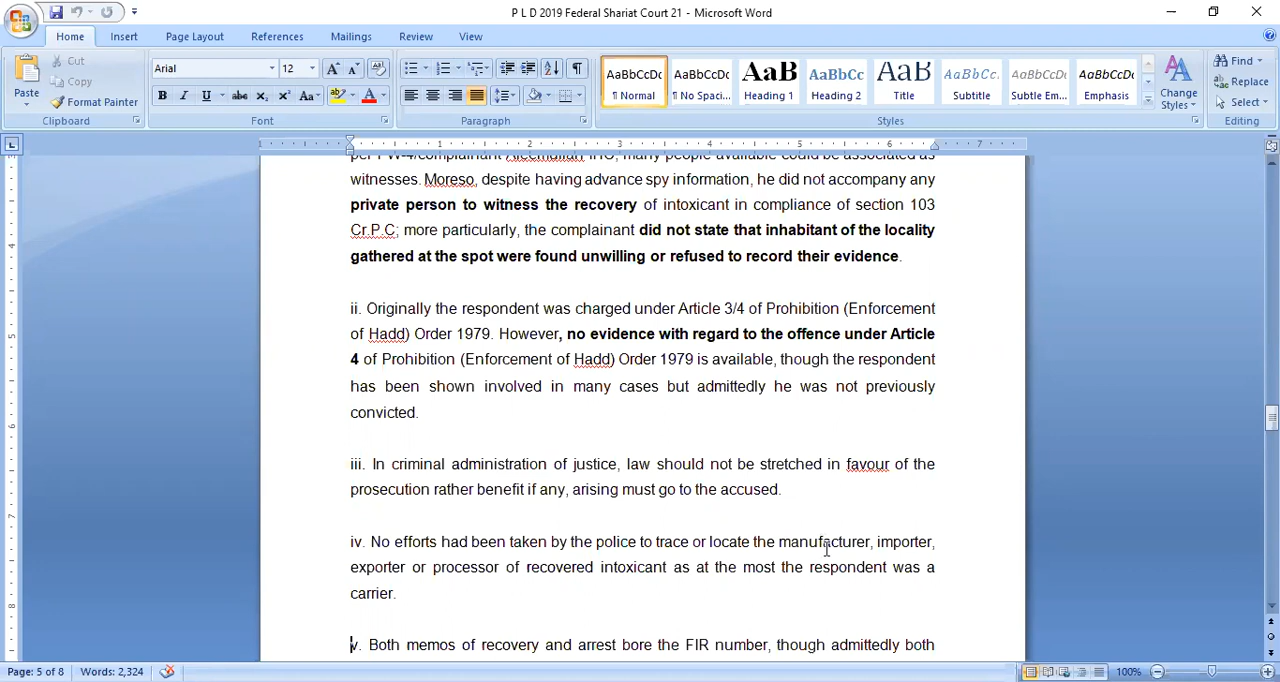 P L D 2019 Federal Shariat Court 21 - Microsoft Word
Home Insert Page Layout References Mailings Review View
Paste Cut Copy Format Painter
Clipboard
Arial 12
Font
Paragraph
AaBbCcDc AaBbCcDc AaB AaBbCc AaB AaBbCc. AaBbCcDc AaBbCcDc
¶ Normal ¶ No Spaci... Heading 1 Heading 2 Title Subtitle Subtle Em... Emphasis
Change Styles
Styles
Find
Replace
Select
Editing
1 1 2 3 4 5 6 7
witnesses. Moreso, despite having advance spy information, he did not accompany any
private person to witness the recovery of intoxicant in compliance of section 103
Cr.P.C; more particularly, the complainant did not state that inhabitant of the locality
gathered at the spot were found unwilling or refused to record their evidence.
ii. Originally the respondent was charged under Article 3/4 of Prohibition (Enforcement
of Hadd) Order 1979. However, no evidence with regard to the offence under Article
4 of Prohibition (Enforcement of Hadd) Order 1979 is available, though the respondent
has been shown involved in many cases but admittedly he was not previously
convicted.
iii. In criminal administration of justice, law should not be stretched in favour of the
prosecution rather benefit if any, arising must go to the accused.
iv. No efforts had been taken by the police to trace or locate the manufacturer, importer,
exporter or processor of recovered intoxicant as at the most the respondent was a
carrier.
v. Both memos of recovery and arrest bore the FIR number, though admittedly both
Page: 5 of 8 Words: 2,324 100%